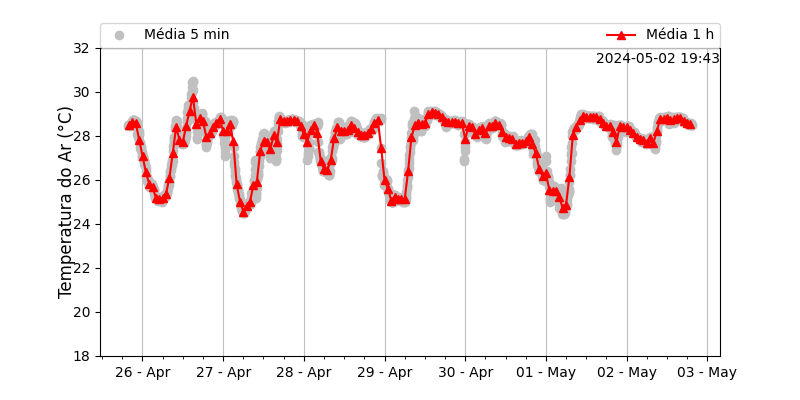 Média 5 min
Média 1 h
2024-05-02 19:43
Temperatura do Ar (°C)
32
30
28
26
24
22
20
18
26 - Apr
27 - Apr
28 - Apr
29 - Apr
30 - Apr
01 - May
02 - May
03 - May